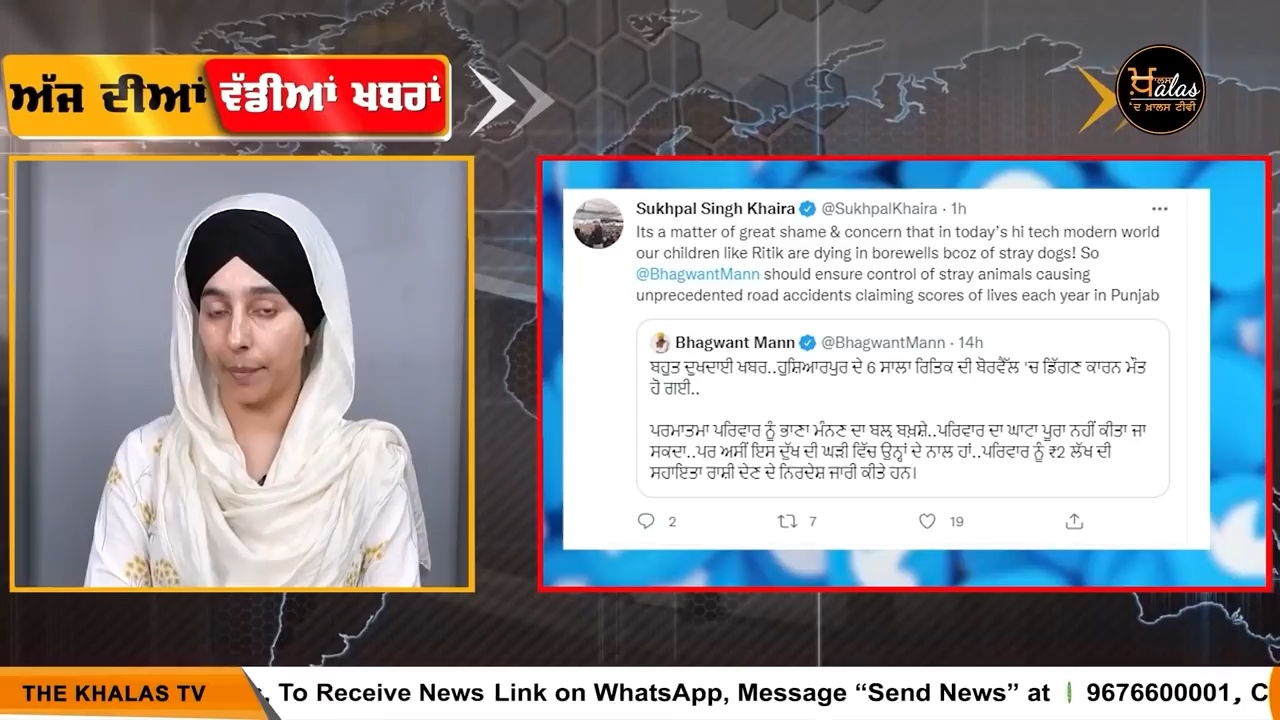 ਅੱਜ ਦੀਆਂ ਵੱਡੀਆਂ ਖਬਰਾਂ
ਖ਼ਾਲਸ
alas
'ਦ ਖ਼ਾਲਸ ਟੀਵੀ
Sukhpal Singh Khaira @SukhpalKhaira · 1h
Its a matter of great shame & concern that in today's hi tech modern world
our children like Ritik are dying in borewells bcoz of stray dogs! So
@BhagwantMann should ensure control of stray animals causing
unprecedented road accidents claiming scores of lives each year in Punjab
Bhagwant Mann @BhagwantMann · 14h
ਬਹੁਤ ਦੁਖਦਾਈ ਖਬਰ..ਹੁਸ਼ਿਆਰਪੁਰ ਦੇ 6 ਸਾਲਾ ਰਿਤਿਕ ਦੀ ਬੋਰਵੈੱਲ 'ਚ ਡਿੱਗਣ ਕਾਰਨ ਮੌਤ
ਹੋ ਗਈ..
ਪਰਮਾਤਮਾ ਪਰਿਵਾਰ ਨੂੰ ਭਾਣਾ ਮੰਨਣ ਦਾ ਬਲ ਬਖ਼ਸ਼ੇ..ਪਰਿਵਾਰ ਦਾ ਘਾਟਾ ਪੂਰਾ ਨਹੀਂ ਕੀਤਾ ਜਾ
ਸਕਦਾ..ਪਰ ਅਸੀਂ ਇਸ ਦੁੱਖ ਦੀ ਘੜੀ ਵਿੱਚ ਉਨ੍ਹਾਂ ਦੇ ਨਾਲ ਹਾਂ..ਪਰਿਵਾਰ ਨੂੰ ₹2 ਲੱਖ ਦੀ
ਸਹਾਇਤਾ ਰਾਸ਼ੀ ਦੇਣ ਦੇ ਨਿਰਦੇਸ਼ ਜਾਰੀ ਕੀਤੇ ਹਨ।
2 7 19
THE KHALAS TV , To Receive News Link on WhatsApp, Message “Send News” at 9676600001, C